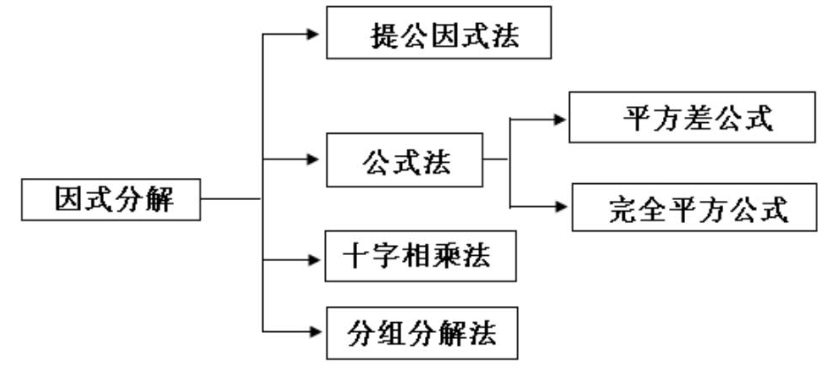 因式分解
提公因式法
公式法
平方差公式
完全平方公式
十字相乘法
分组分解法